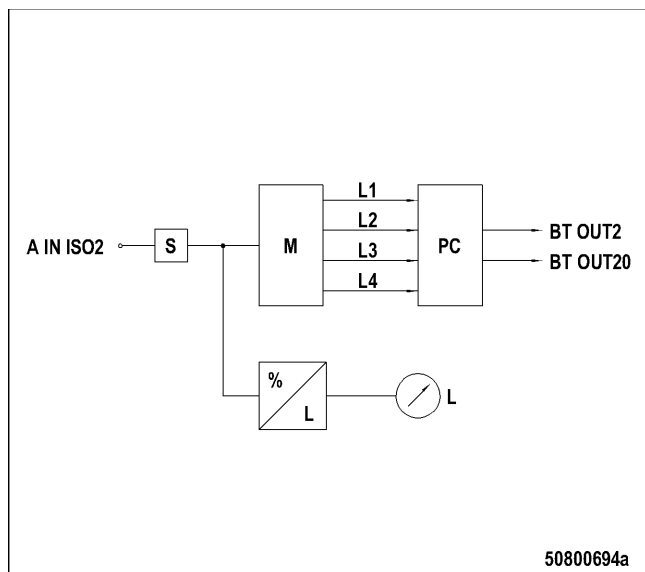 L1
L2
L3
L4
A IN ISO2
S
M
PC
BT OUT2
BT OUT20
%
L
L
50800694a